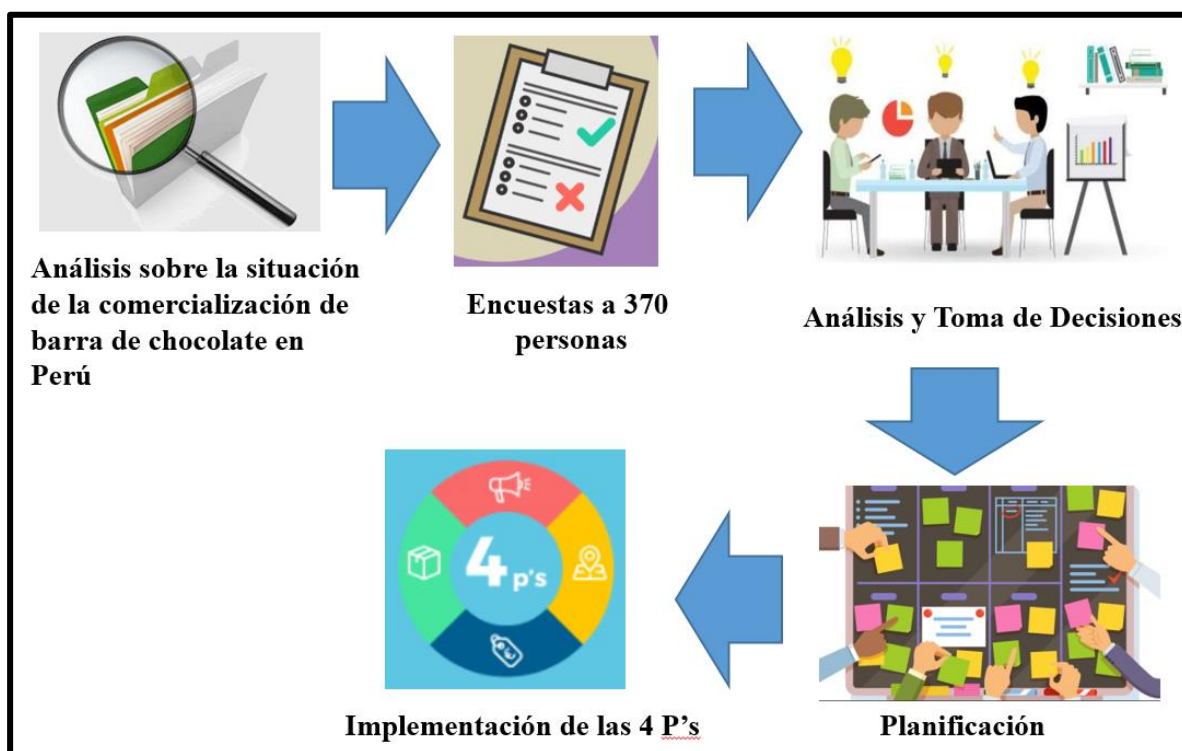 Análisis sobre la situación
de la comercialización de
barra de chocolate en
Perú
Encuestas a 370
personas
Análisis y Toma de Decisiones
4 p's
Implementación de las 4 P’s
Planificación